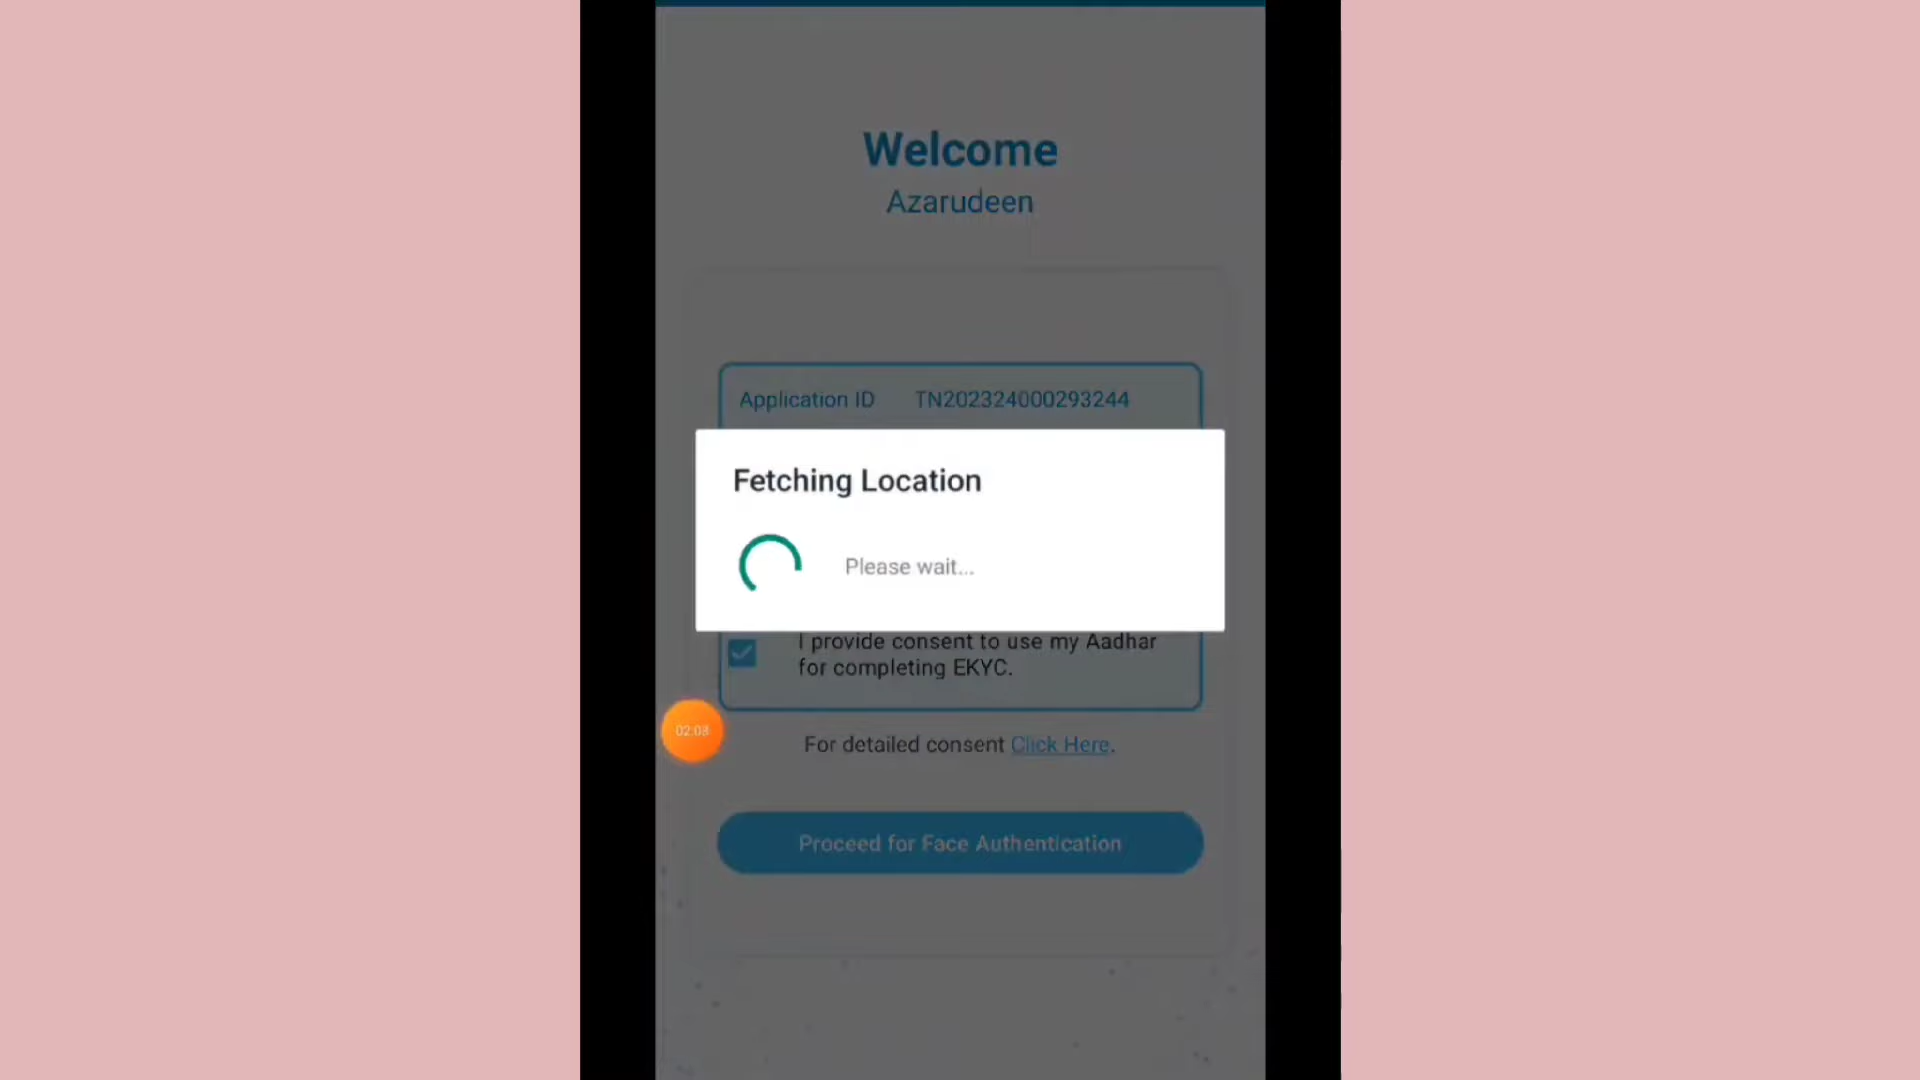 Welcome
Azarudeen
Application ID TN202324000293244
Fetching Location
Please wait...
I provide consent to use my Aadhar
for completing EKYC.
02:03
For detailed consent Click Here.
Proceed for Face Authentication